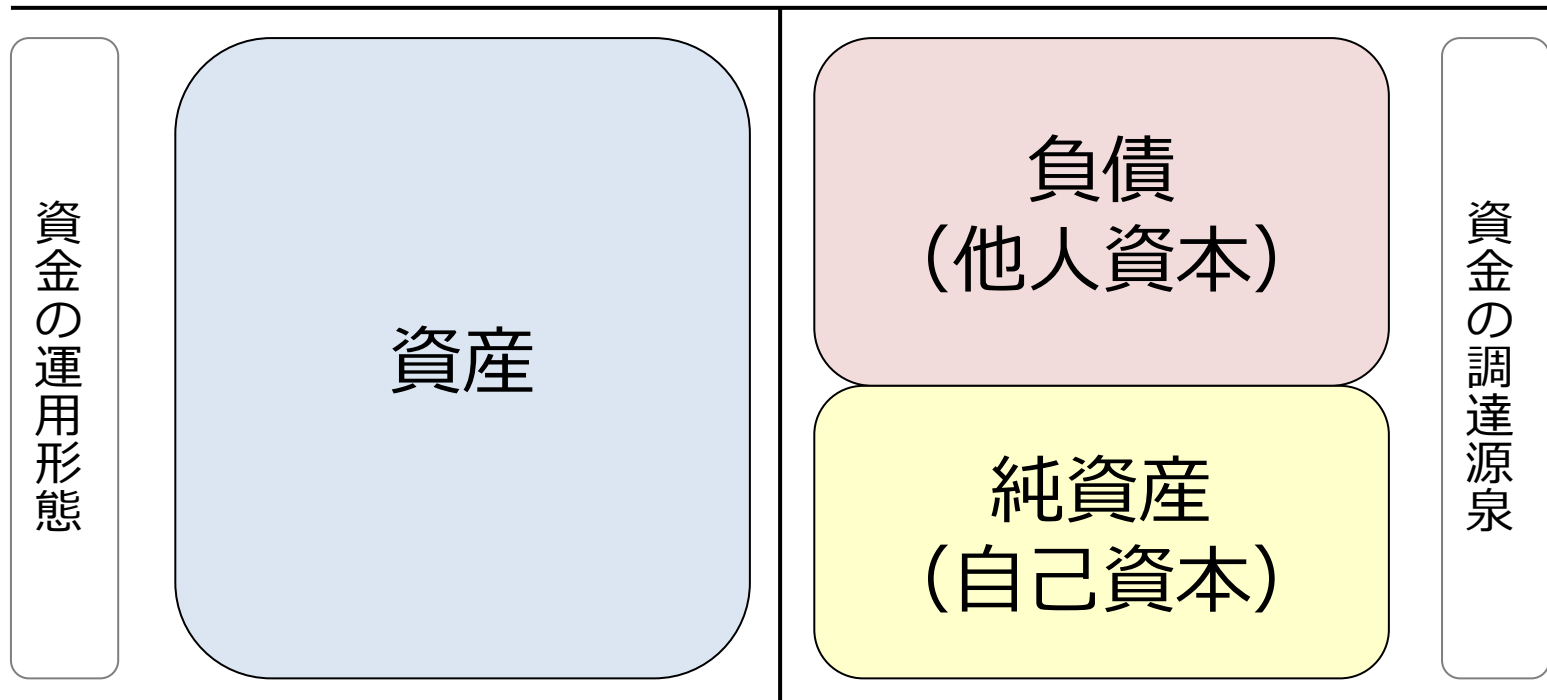 資金の運用形態
資産
負債
（他人資本）
純資産
（自己資本）
資金の調達源泉